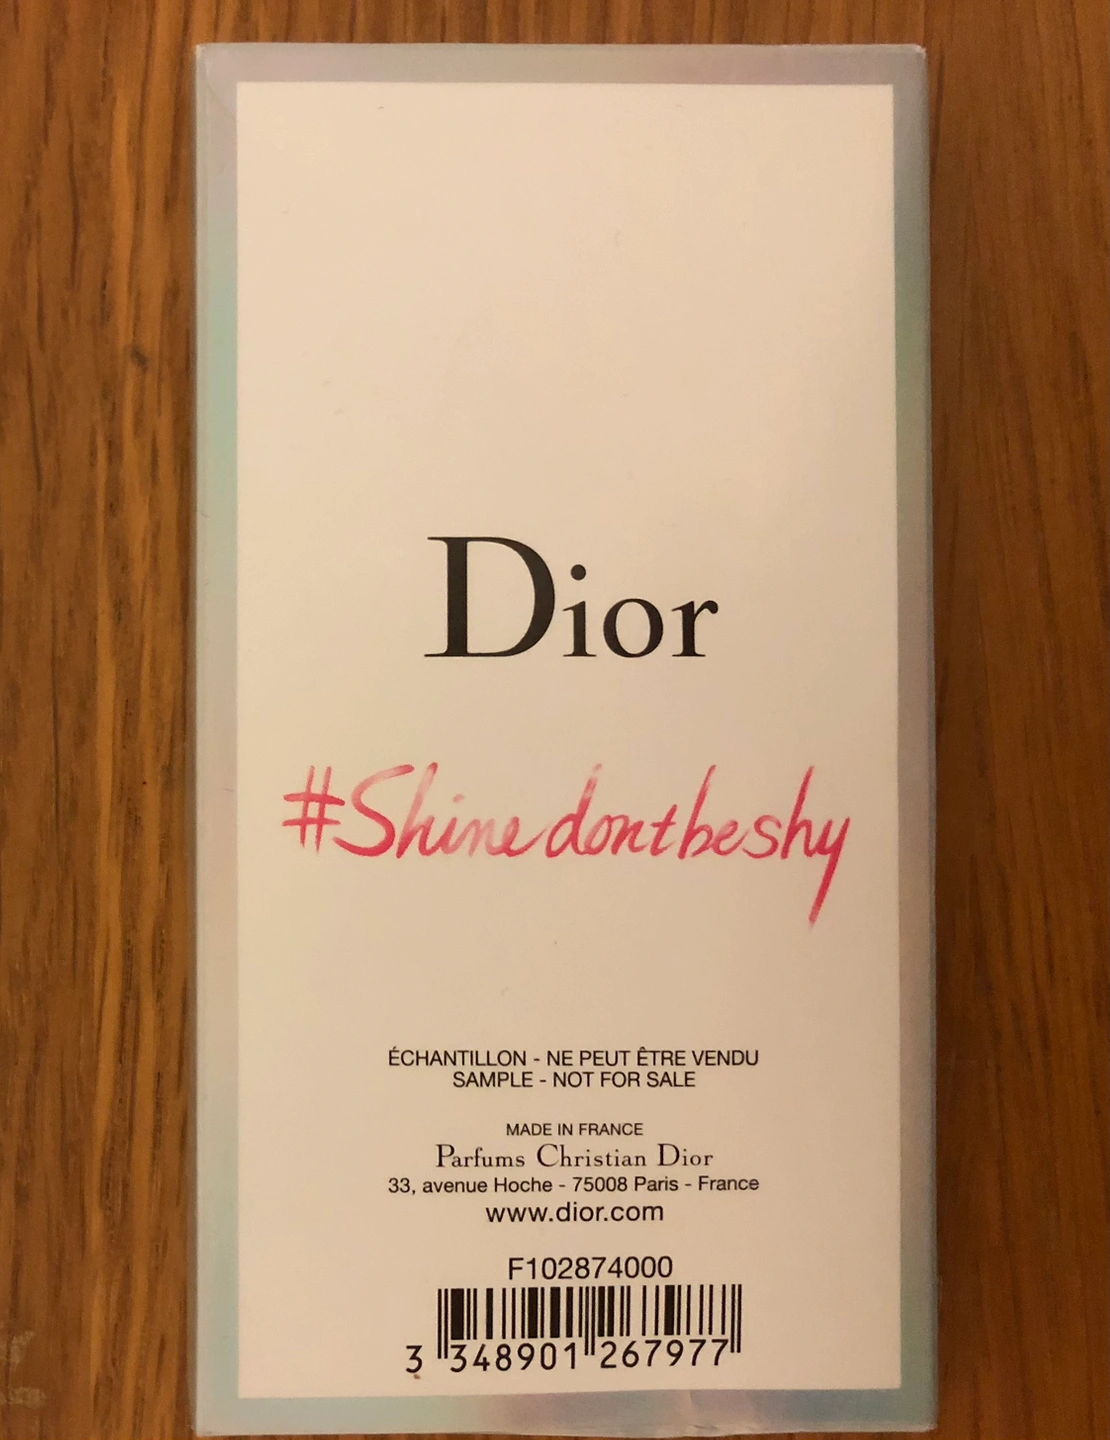 Dior
#Shinedontbeshy
ÉCHANTILLON - NE PEUT ÊTRE VENDU
SAMPLE - NOT FOR SALE
MADE IN FRANCE
Parfums Christian Dior
33, avenue Hoche - 75008 Paris - France
www.dior.com
F102874000
3 348901 267977